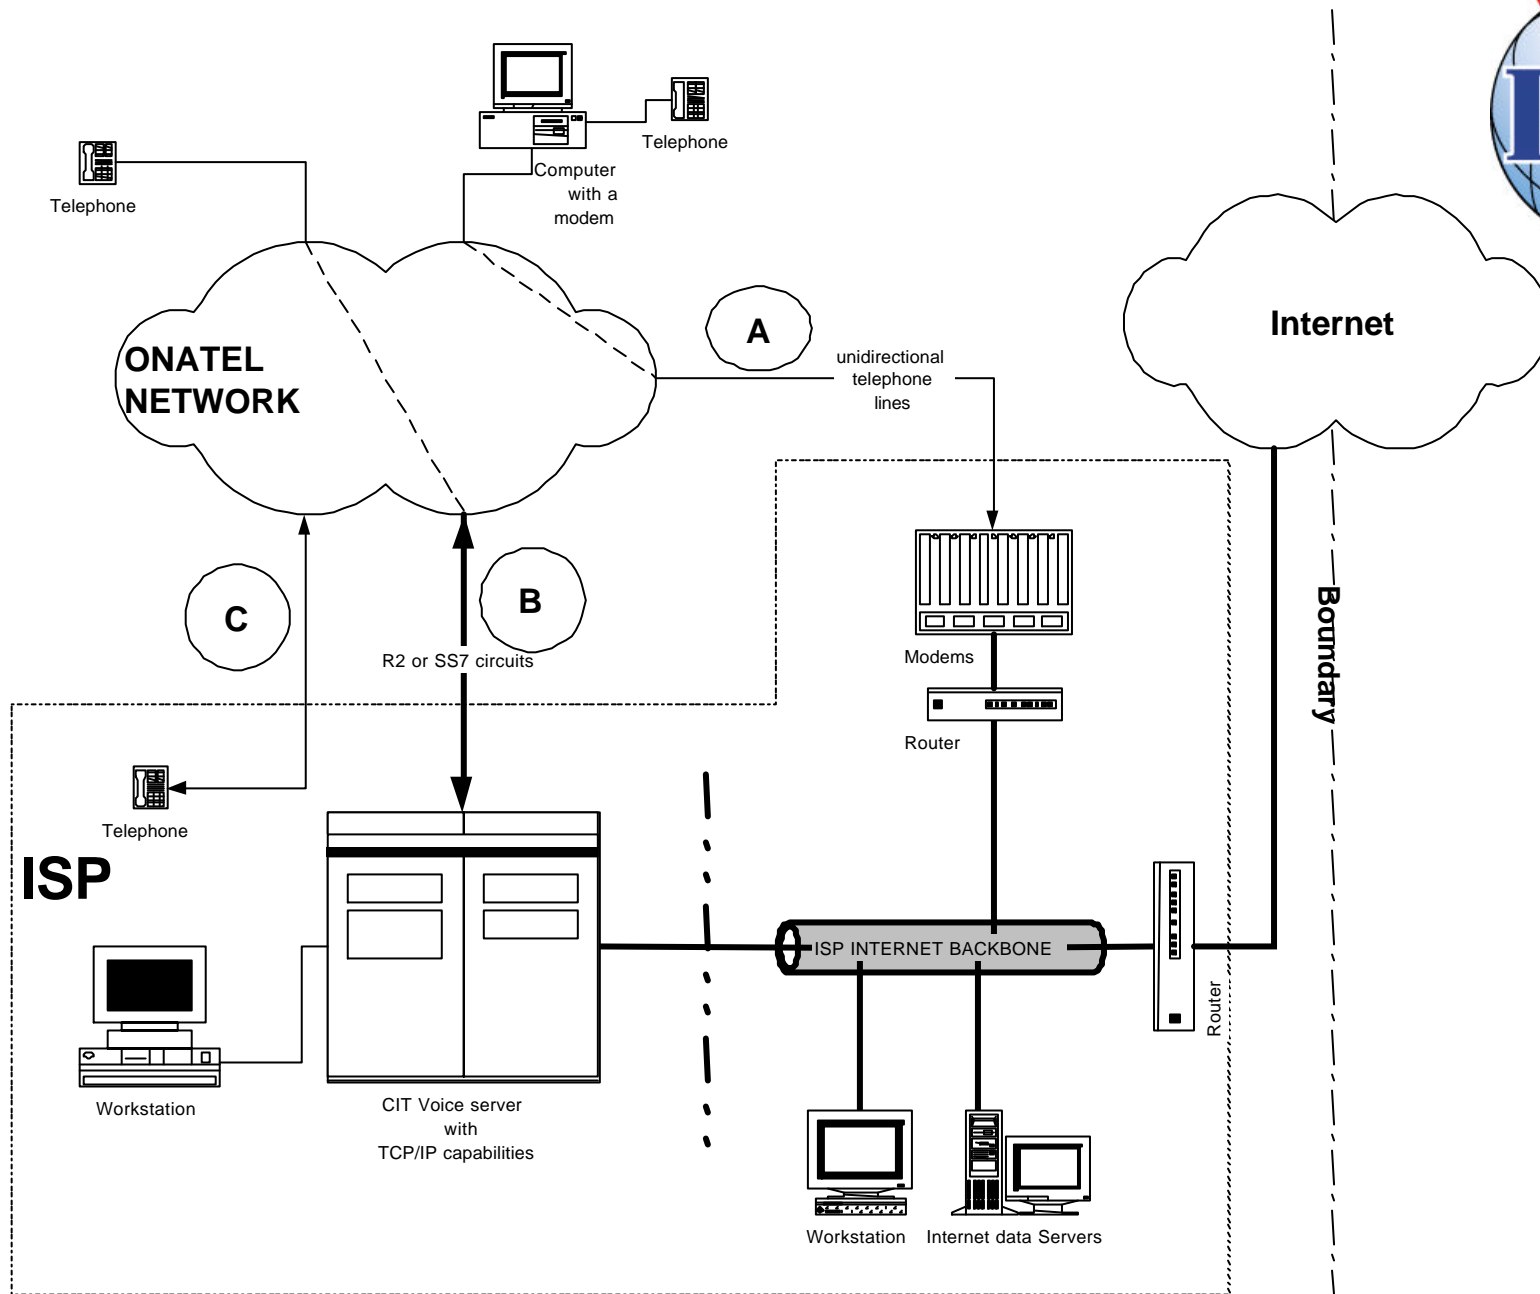 Telephone
Computer
with a
modem
Telephone
ONATEL
NETWORK
A
unidirectional
telephone
lines
Internet
C
B
R2 or SS7 circuits
Modems
Router
Boundary
Telephone
ISP
ISP INTERNET BACKBONE
Router
Workstation
CIT Voice server
with
TCP/IP capabilities
Workstation
Internet data Servers